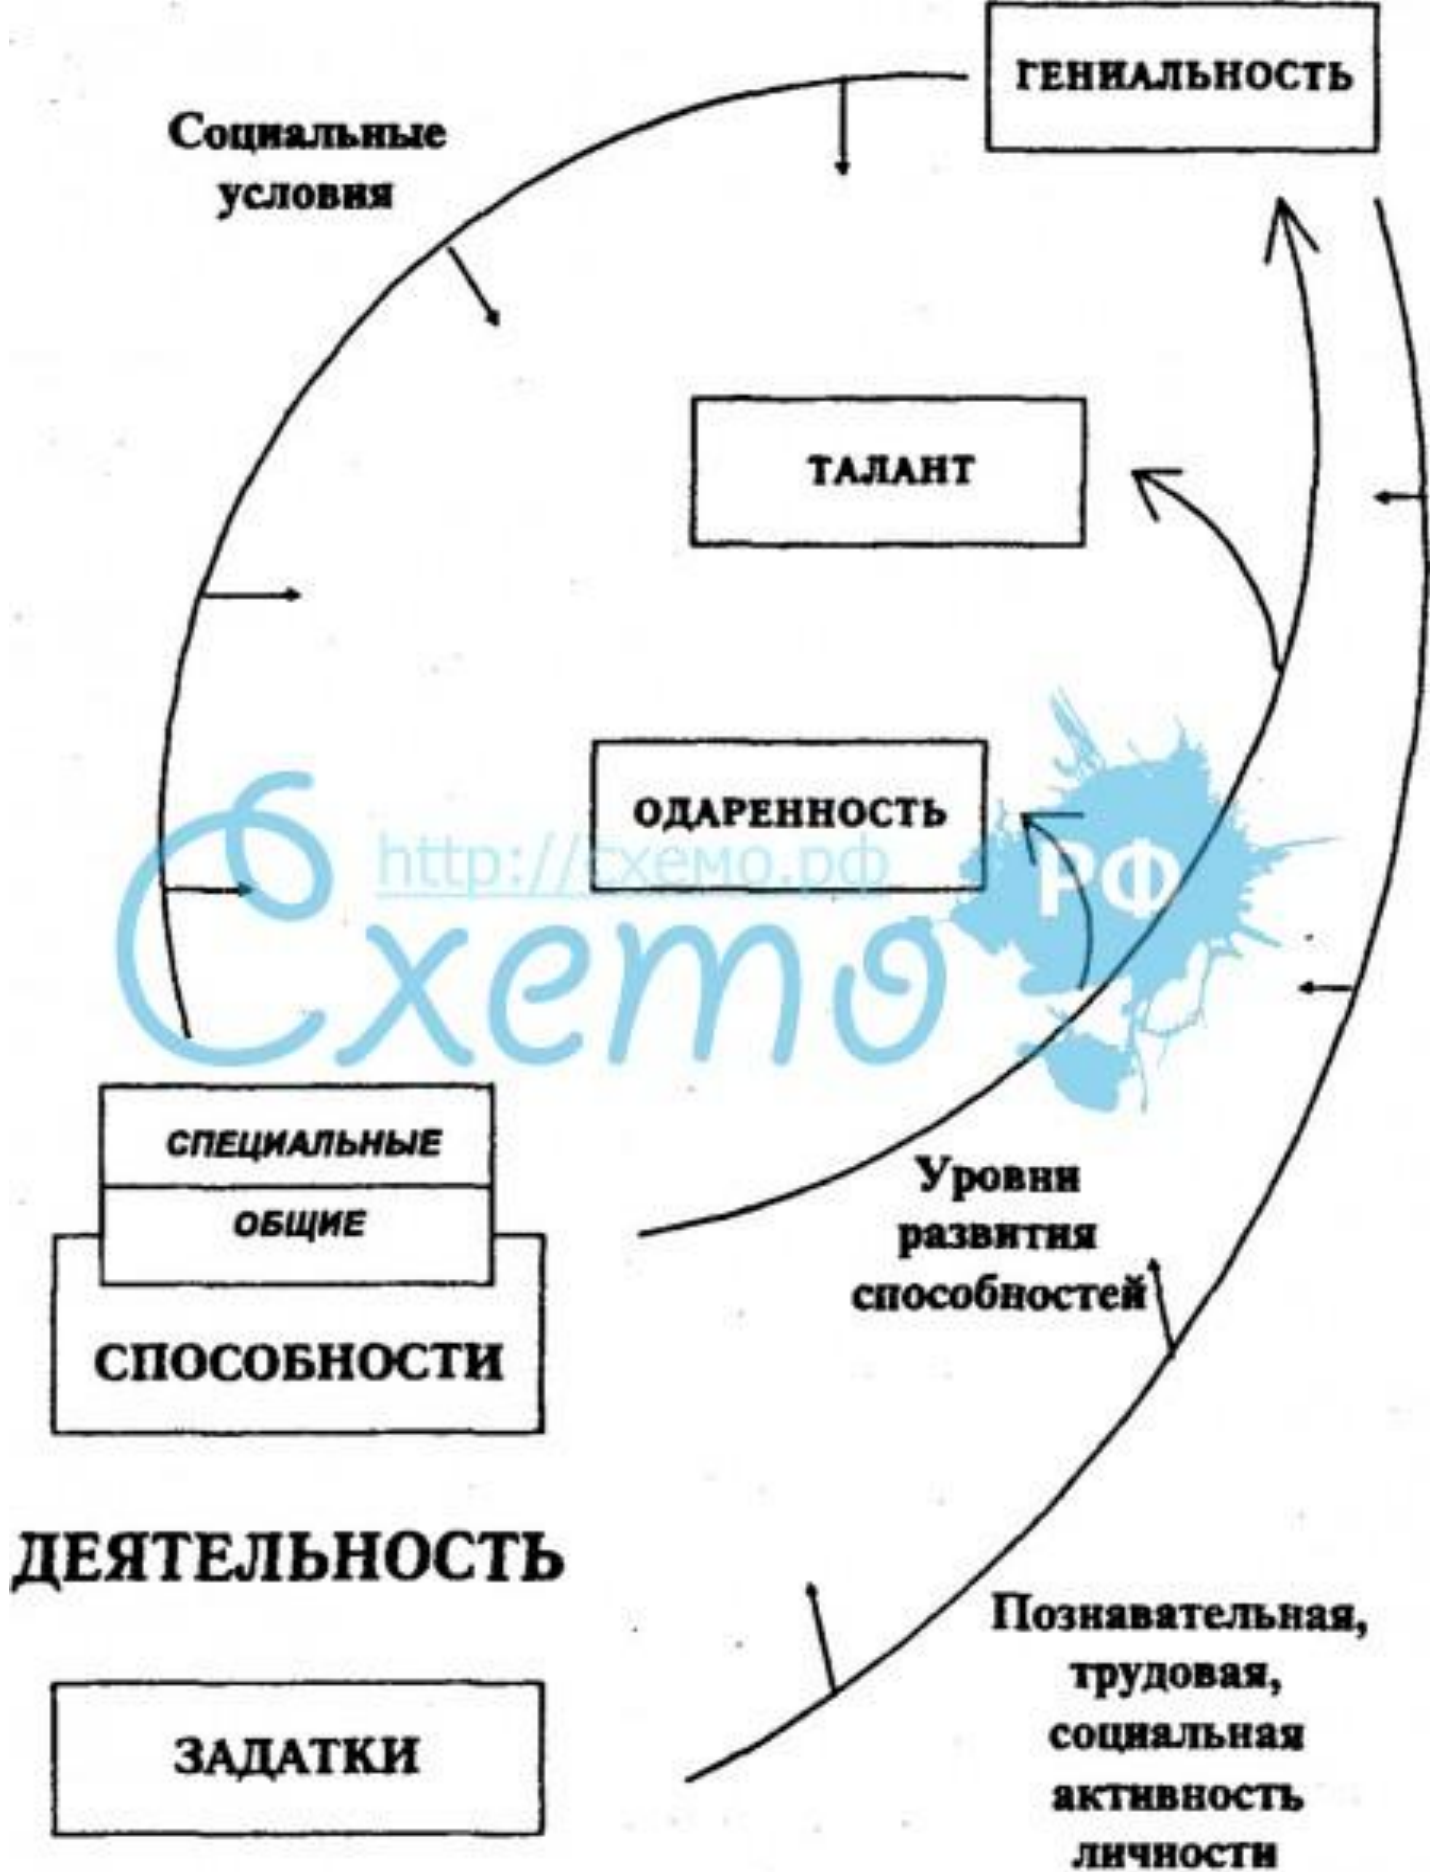 ГЕНИАЛЬНОСТЬ
Социальные
условия
ТАЛАНТ
ОДАРЕННОСТЬ
http://схемо.рф
Схемо
РФ
СПЕЦИАЛЬНЫЕ
ОБЩИЕ
СПОСОБНОСТИ
Уровни
развития
способностей
ДЕЯТЕЛЬНОСТЬ
ЗАДАТКИ
Познавательная,
трудовая,
социальная
активность
личности